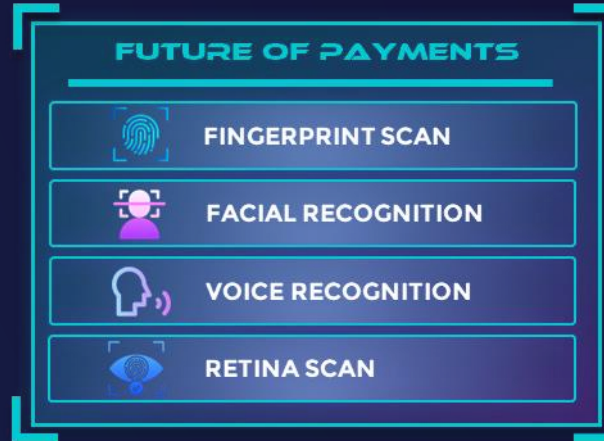 FUTURE OF PAYMENTS
FINGERPRINT SCAN
FACIAL RECOGNITION
VOICE RECOGNITION
RETINA SCAN